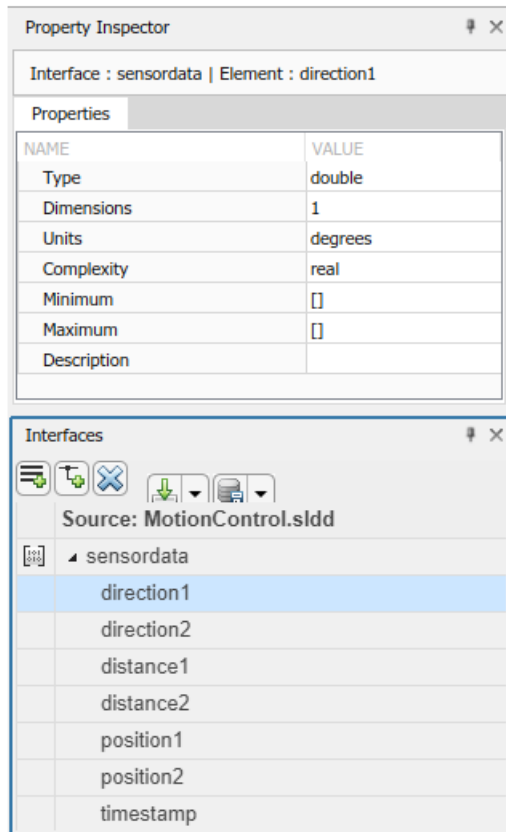 Property Inspector
Interface : sensordata | Element : direction1
Properties
NAME VALUE
Type double
Dimensions 1
Units degrees
Complexity real
Minimum []
Maximum []
Description
Interfaces
Source: MotionControl.sldd
sensordata
direction1
direction2
distance1
distance2
position1
position2
timestamp